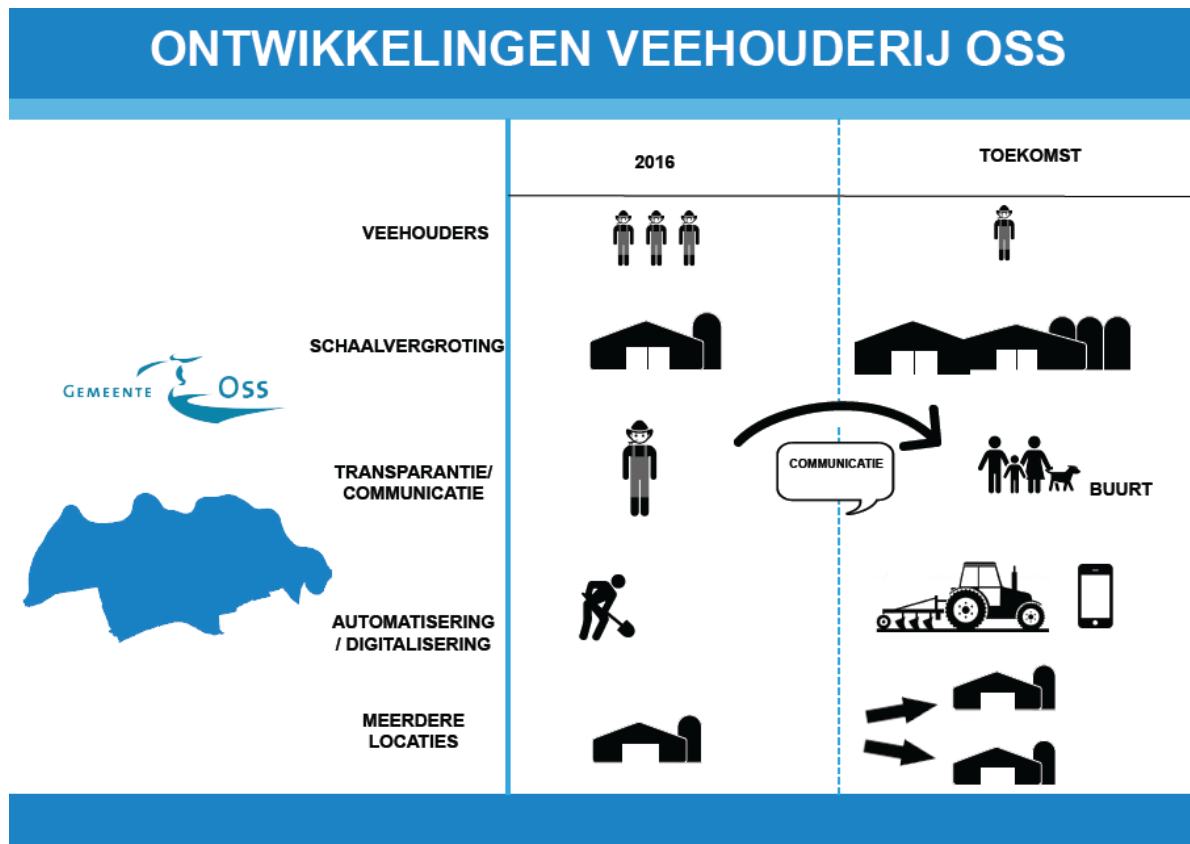 ONTWIKKELINGEN VEEHOUDERIJ OSS
2016
TOEKOMST
VEEHOUDERS
SCHAALVERGROTING
GEMEENTE OSS
TRANSPARANTIE/
COMMUNICATIE
COMMUNICATIE
BUURT
AUTOMATISERING
/ DIGITALISERING
MEERDERE
LOCATIES